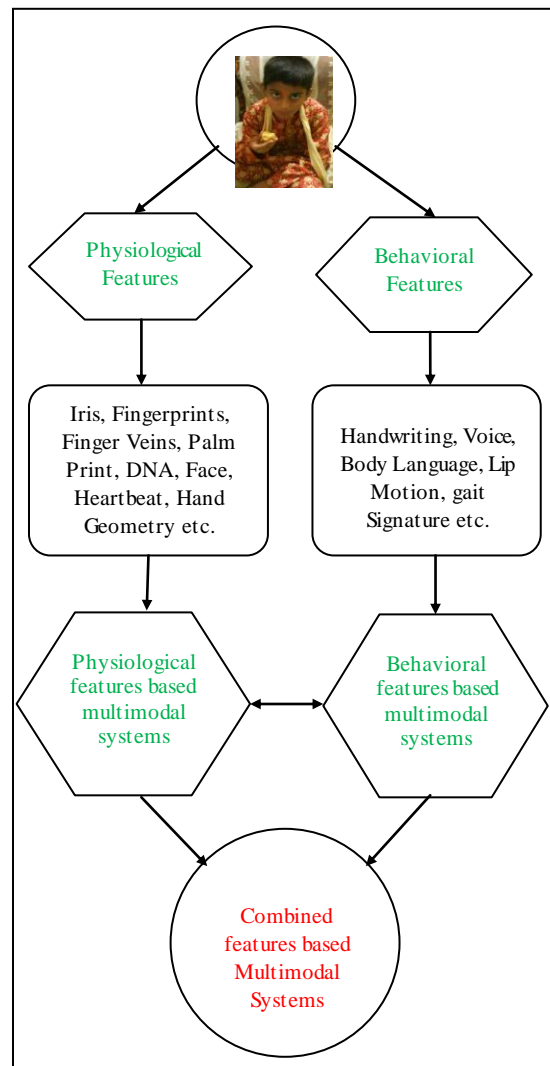 Physiological
Features
Behavioral
Features
Iris, Fingerprints,
Finger Veins, Palm
Print, DNA, Face,
Heartbeat, Hand
Geometry etc.
Handwriting, Voice,
Body Language, Lip
Motion, gait
Signature etc.
Physiological
features based
multimodal
systems
Behavioral
features based
multimodal
systems
Combined
features based
Multimodal
Systems